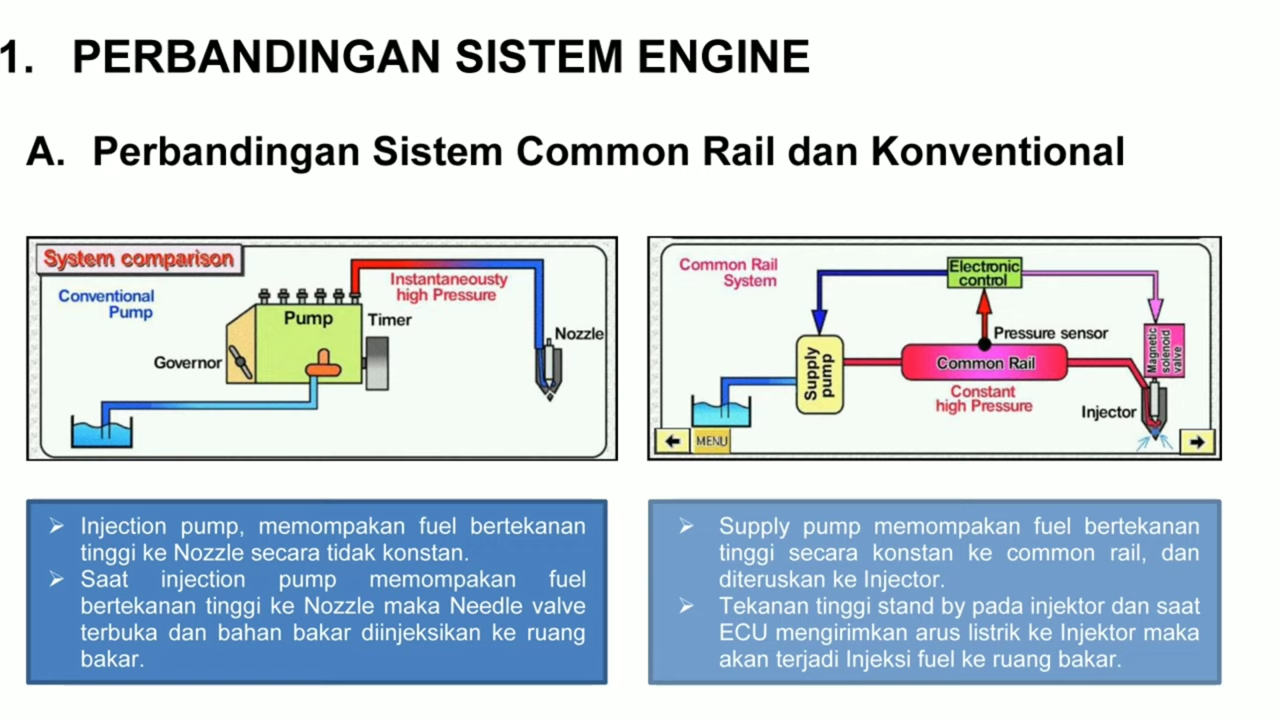 1. PERBANDINGAN SISTEM ENGINE
A. Perbandingan Sistem Common Rail dan Konventional
System comparison
Conventional
Pump
Instantaneousty
high Pressure
Pump
Timer
Governor
Nozzle
Common Rail
System
Electronic
control
Pressure sensor
Magnetic
solenoid
valve
Supply
pump
Common Rail
Constant
high Pressure
Injector
MENU
Injection pump, memompakan fuel bertekanan
tinggi ke Nozzle secara tidak konstan.
Saat injection pump memompakan fuel
bertekanan tinggi ke Nozzle maka Needle valve
terbuka dan bahan bakar diinjeksikan ke ruang
bakar.
Supply pump memompakan fuel bertekanan
tinggi secara konstan ke common rail, dan
diteruskan ke Injector.
Tekanan tinggi stand by pada injektor dan saat
ECU mengirimkan arus listrik ke Injektor maka
akan terjadi Injeksi fuel ke ruang bakar.